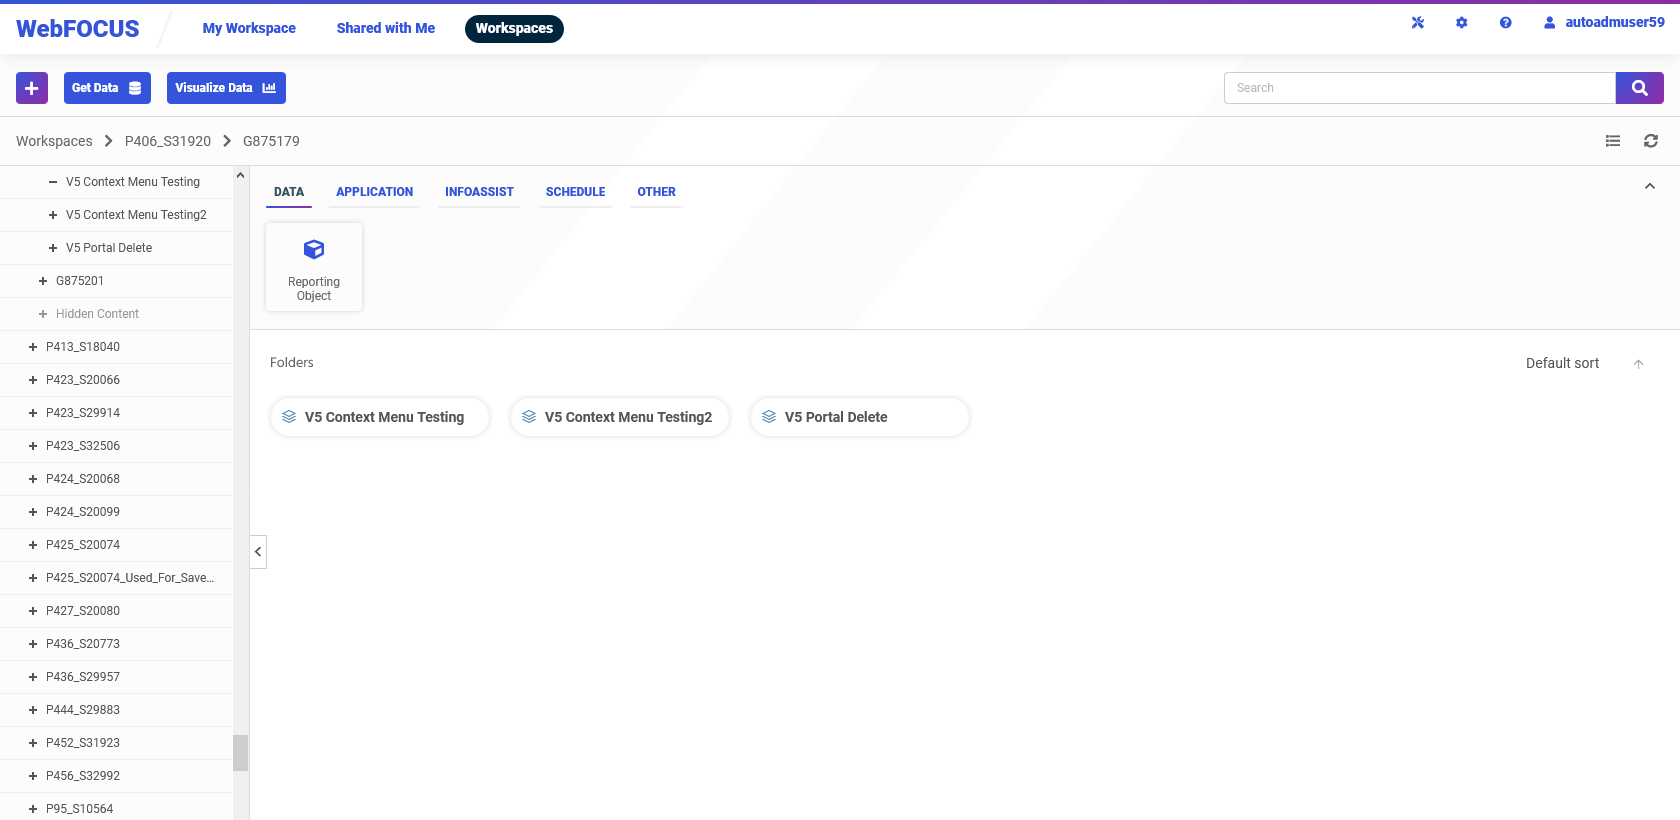 WebFOCUS
My Workspace
Shared with Me
Workspaces
autoadmuser59
Get Data
Visualize Data
Search
Workspaces
P406_S31920
G875179
V5 Context Menu Testing
V5 Context Menu Testing2
V5 Portal Delete
G875201
Hidden Content
P413_S18040
P423_S20066
P423_S29914
P423_S32506
P424_S20068
P424_S20099
P425_S20074
P425_S20074_Used_For_Save...
P427_S20080
P436_S20773
P436_S29957
P444_S29883
P452_S31923
P456_S32992
P95_S10564
DATA
APPLICATION
INFOASSIST
SCHEDULE
OTHER
Reporting
Object
Folders
Default sort
V5 Context Menu Testing
V5 Context Menu Testing2
V5 Portal Delete